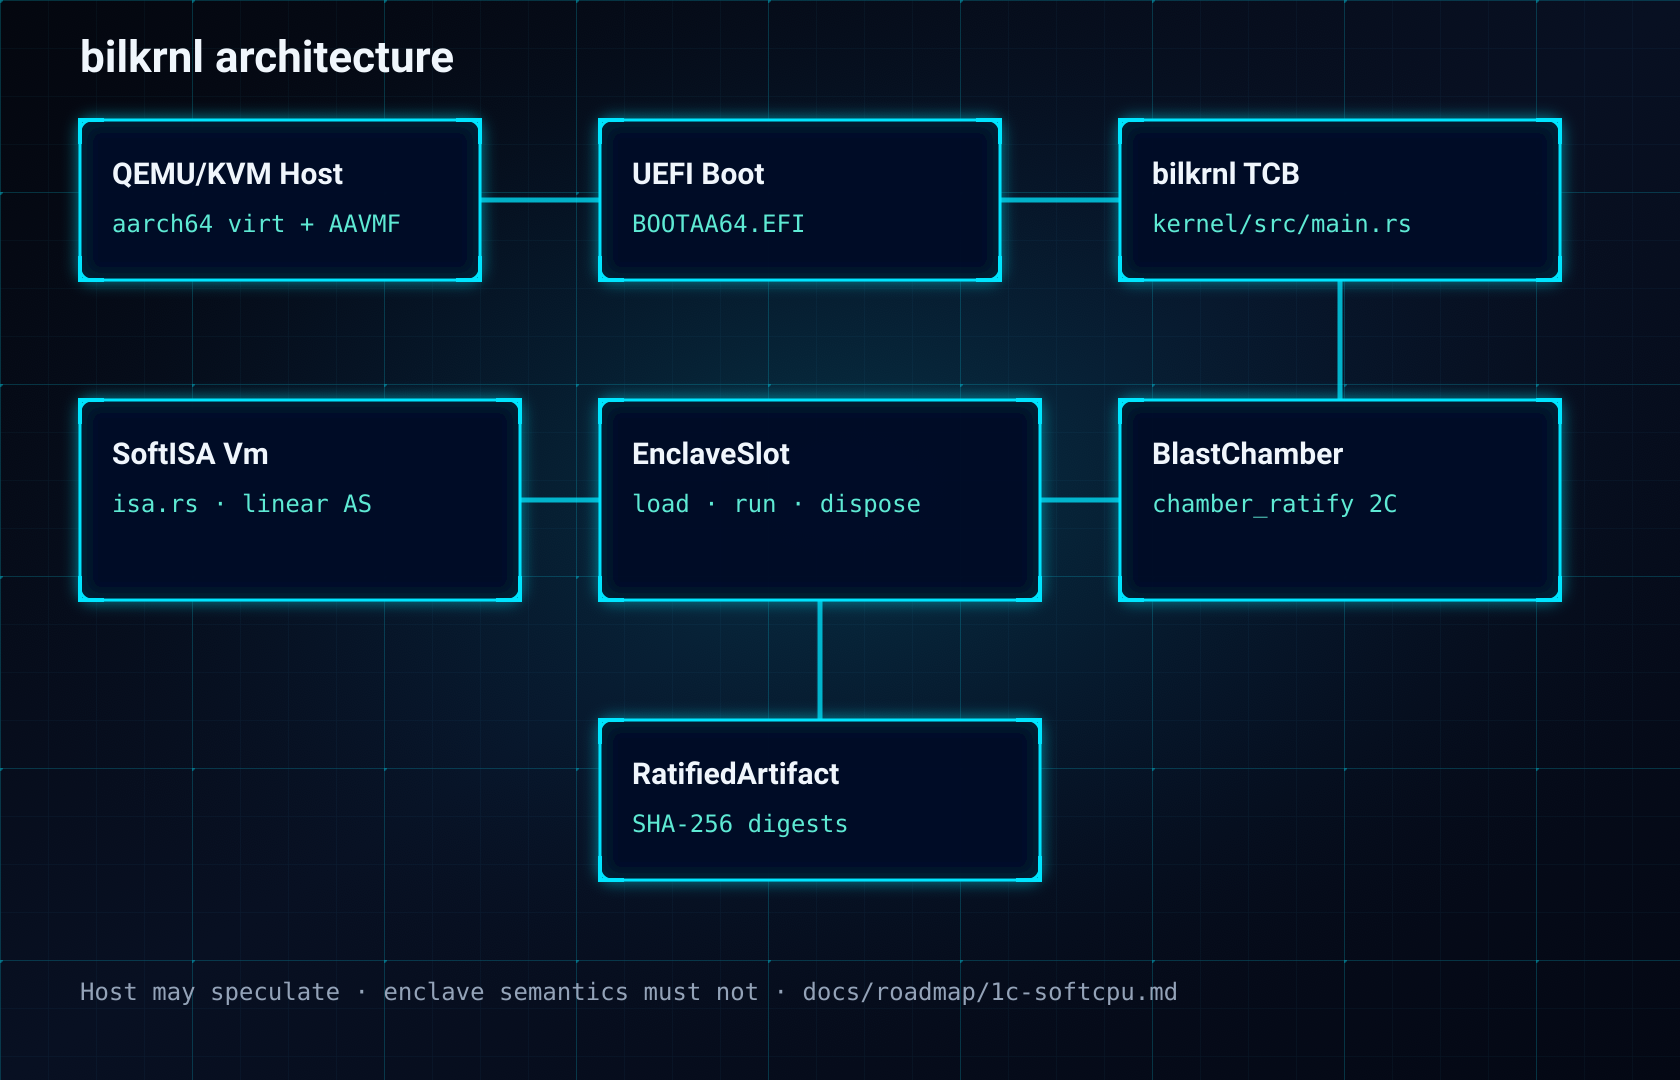 bilkrnl architecture
QEMU/KVM Host
aarch64 virt + AAVMF
UEFI Boot
BOOTAA64.EFI
bilkrnl TCB
kernel/src/main.rs
SoftISA Vm
isa.rs · linear AS
EnclaveSlot
load · run · dispose
BlastChamber
chamber_ratify 2C
RatifiedArtifact
SHA-256 digests
Host may speculate · enclave semantics must not · docs/roadmap/1c-softcpu.md